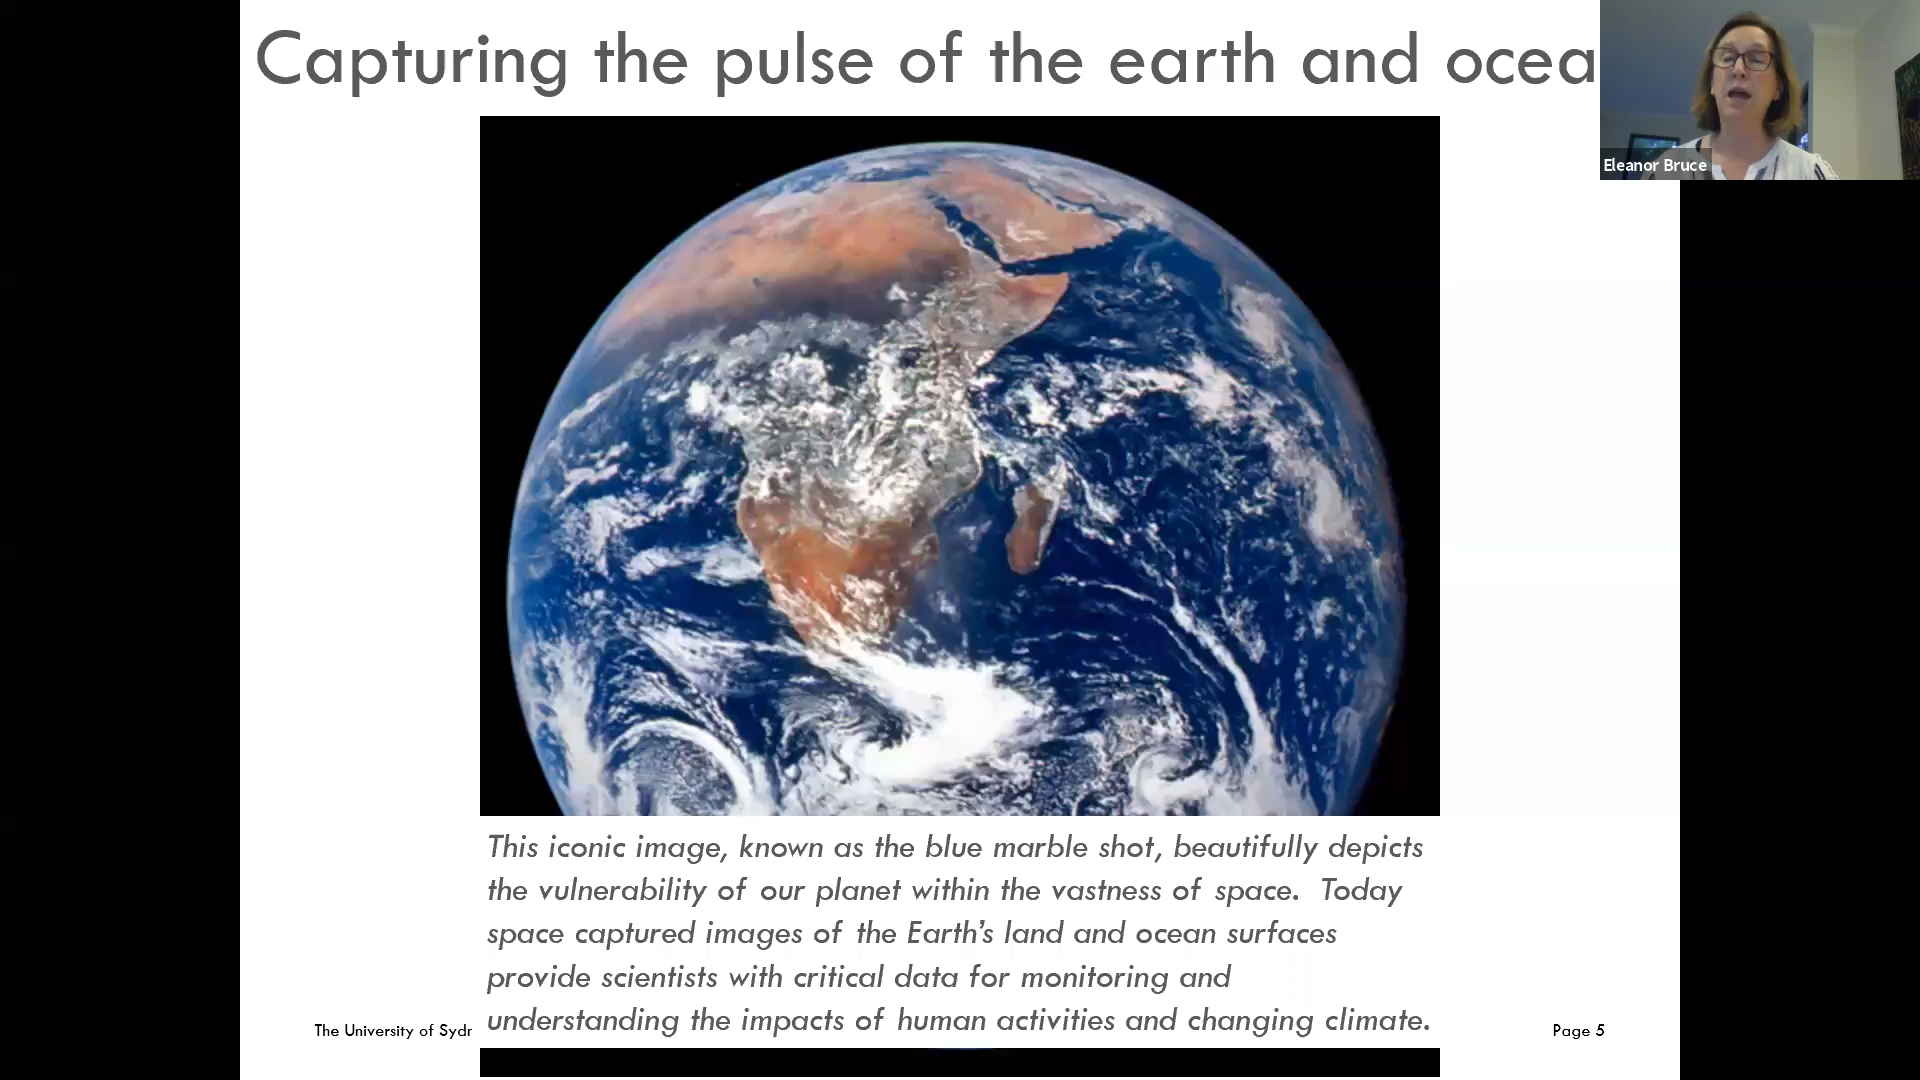 Capturing the pulse of the earth and ocea
Eleanor Bruce
This iconic image, known as the blue marble shot, beautifully depicts
the vulnerability of our planet within the vastness of space. Today
space captured images of the Earth's land and ocean surfaces
provide scientists with critical data for monitoring and
understanding the impacts of human activities and changing climate.
The University of Sydr
Page 5